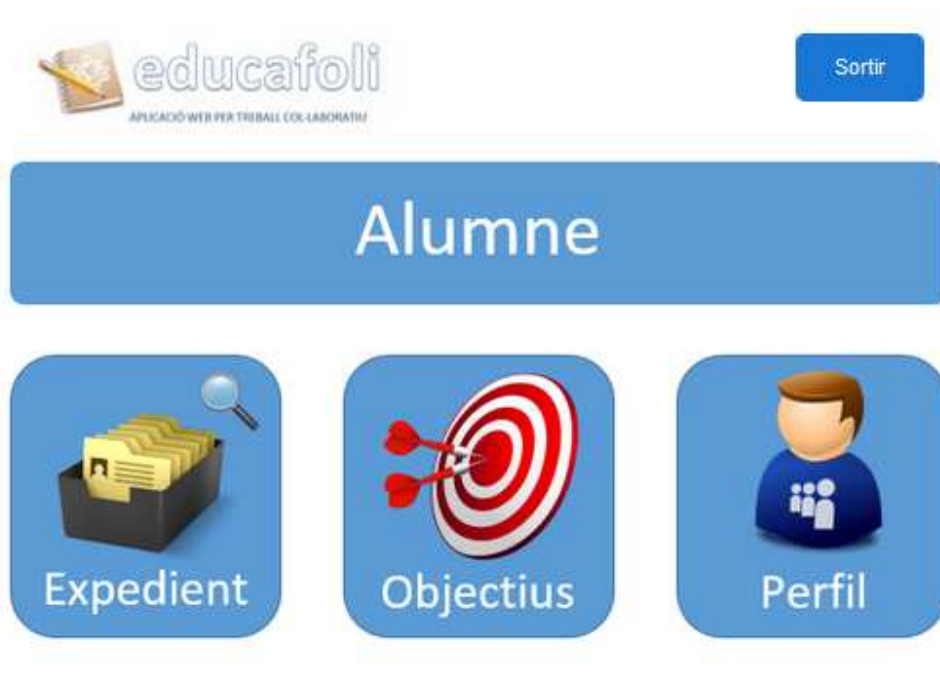 educafoli
APLICACIÓ WEB PER TREBALL COL·LABORATIU
Sortir
Alumne
Expedient
Objectius
Perfil